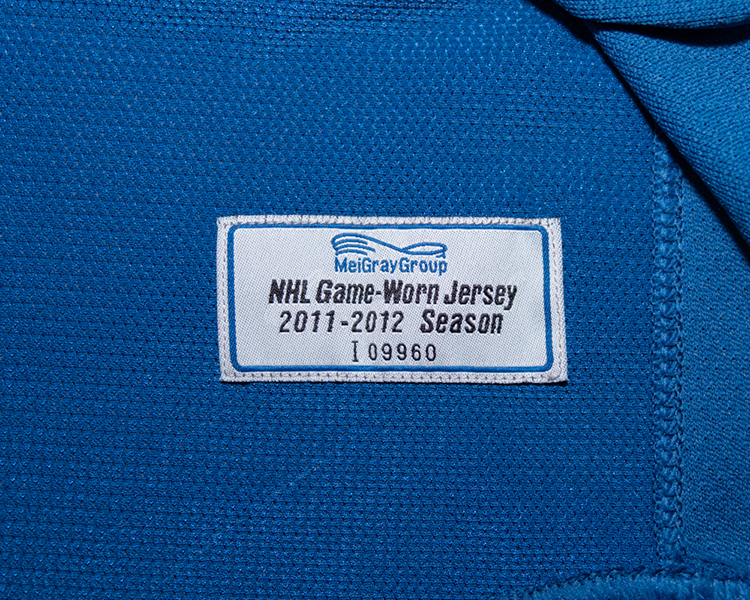 MeiGrayGroup
NHL Game-Worn Jersey
2011-2012 Season
I 09960